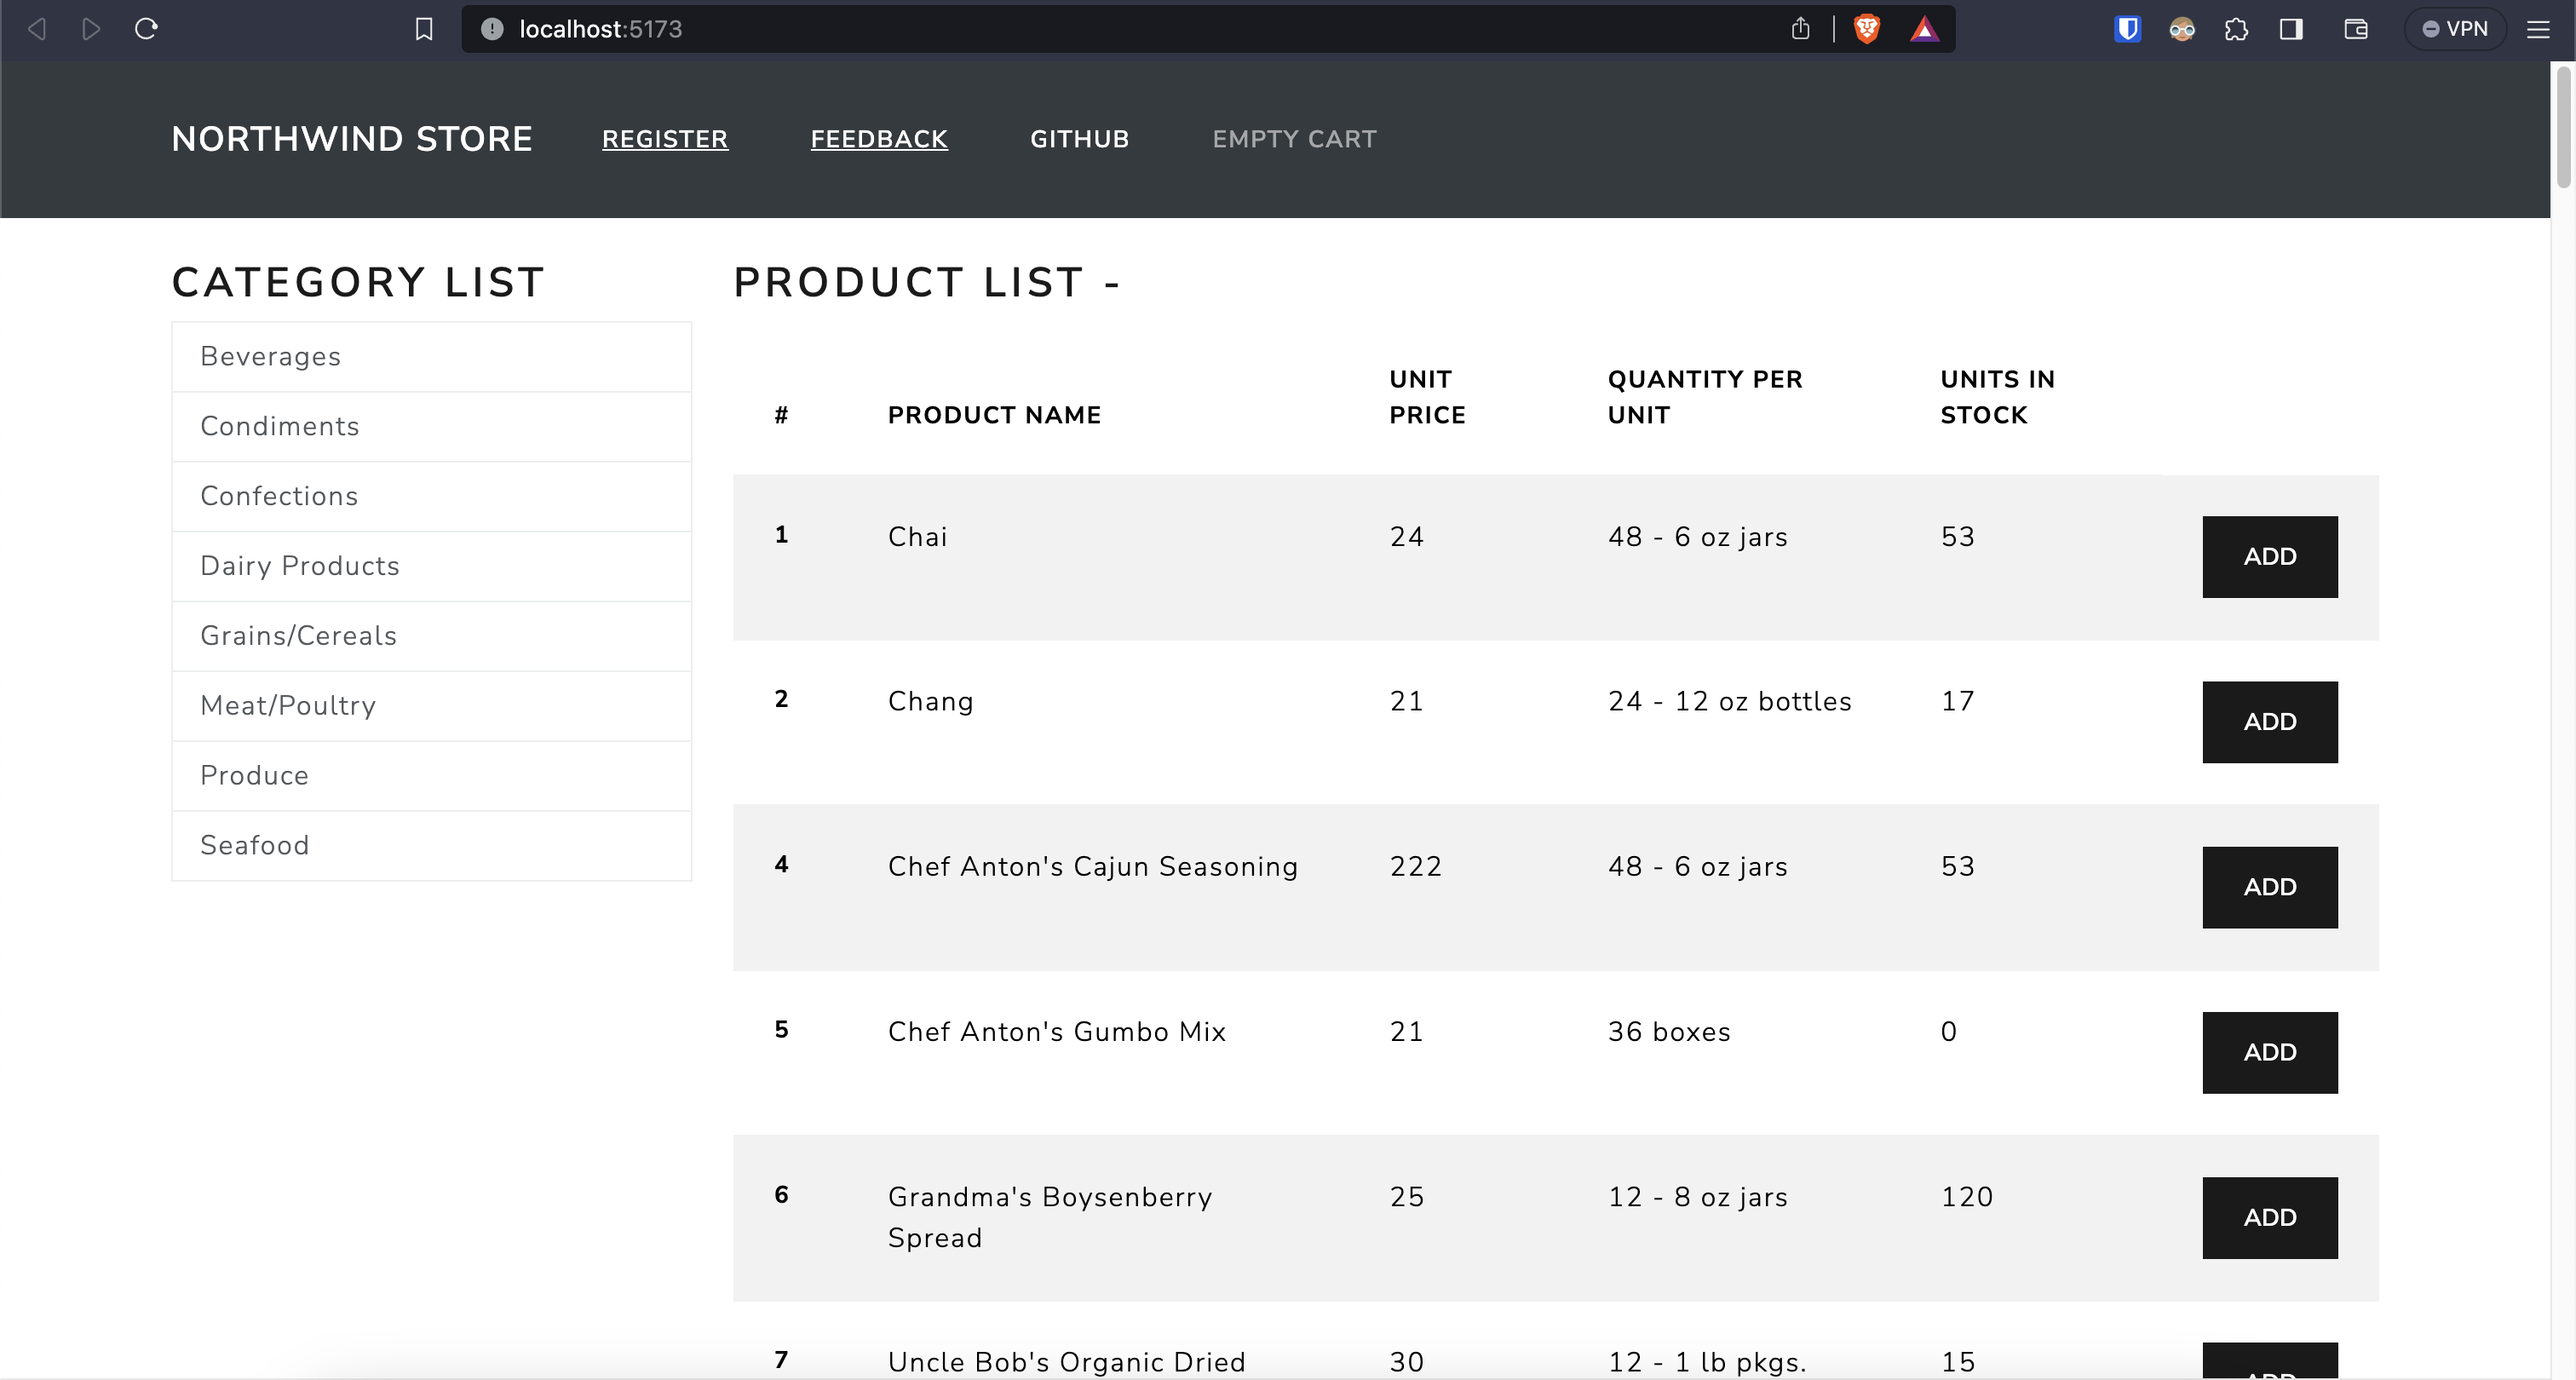 localhost:5173
VPN
NORTHWIND STORE
REGISTER
FEEDBACK
GITHUB
EMPTY CART
CATEGORY LIST
Beverages
Condiments
Confections
Dairy Products
Grains/Cereals
Meat/Poultry
Produce
Seafood
PRODUCT LIST -
# PRODUCT NAME UNIT PRICE QUANTITY PER UNIT UNITS IN STOCK
1 Chai 24 48 - 6 oz jars 53 ADD
2 Chang 21 24 - 12 oz bottles 17 ADD
4 Chef Anton's Cajun Seasoning 222 48 - 6 oz jars 53 ADD
5 Chef Anton's Gumbo Mix 21 36 boxes 0 ADD
6 Grandma's Boysenberry Spread 25 12 - 8 oz jars 120 ADD
7 Uncle Bob's Organic Dried 30 12 - 1 lb pkgs. 15 ADD